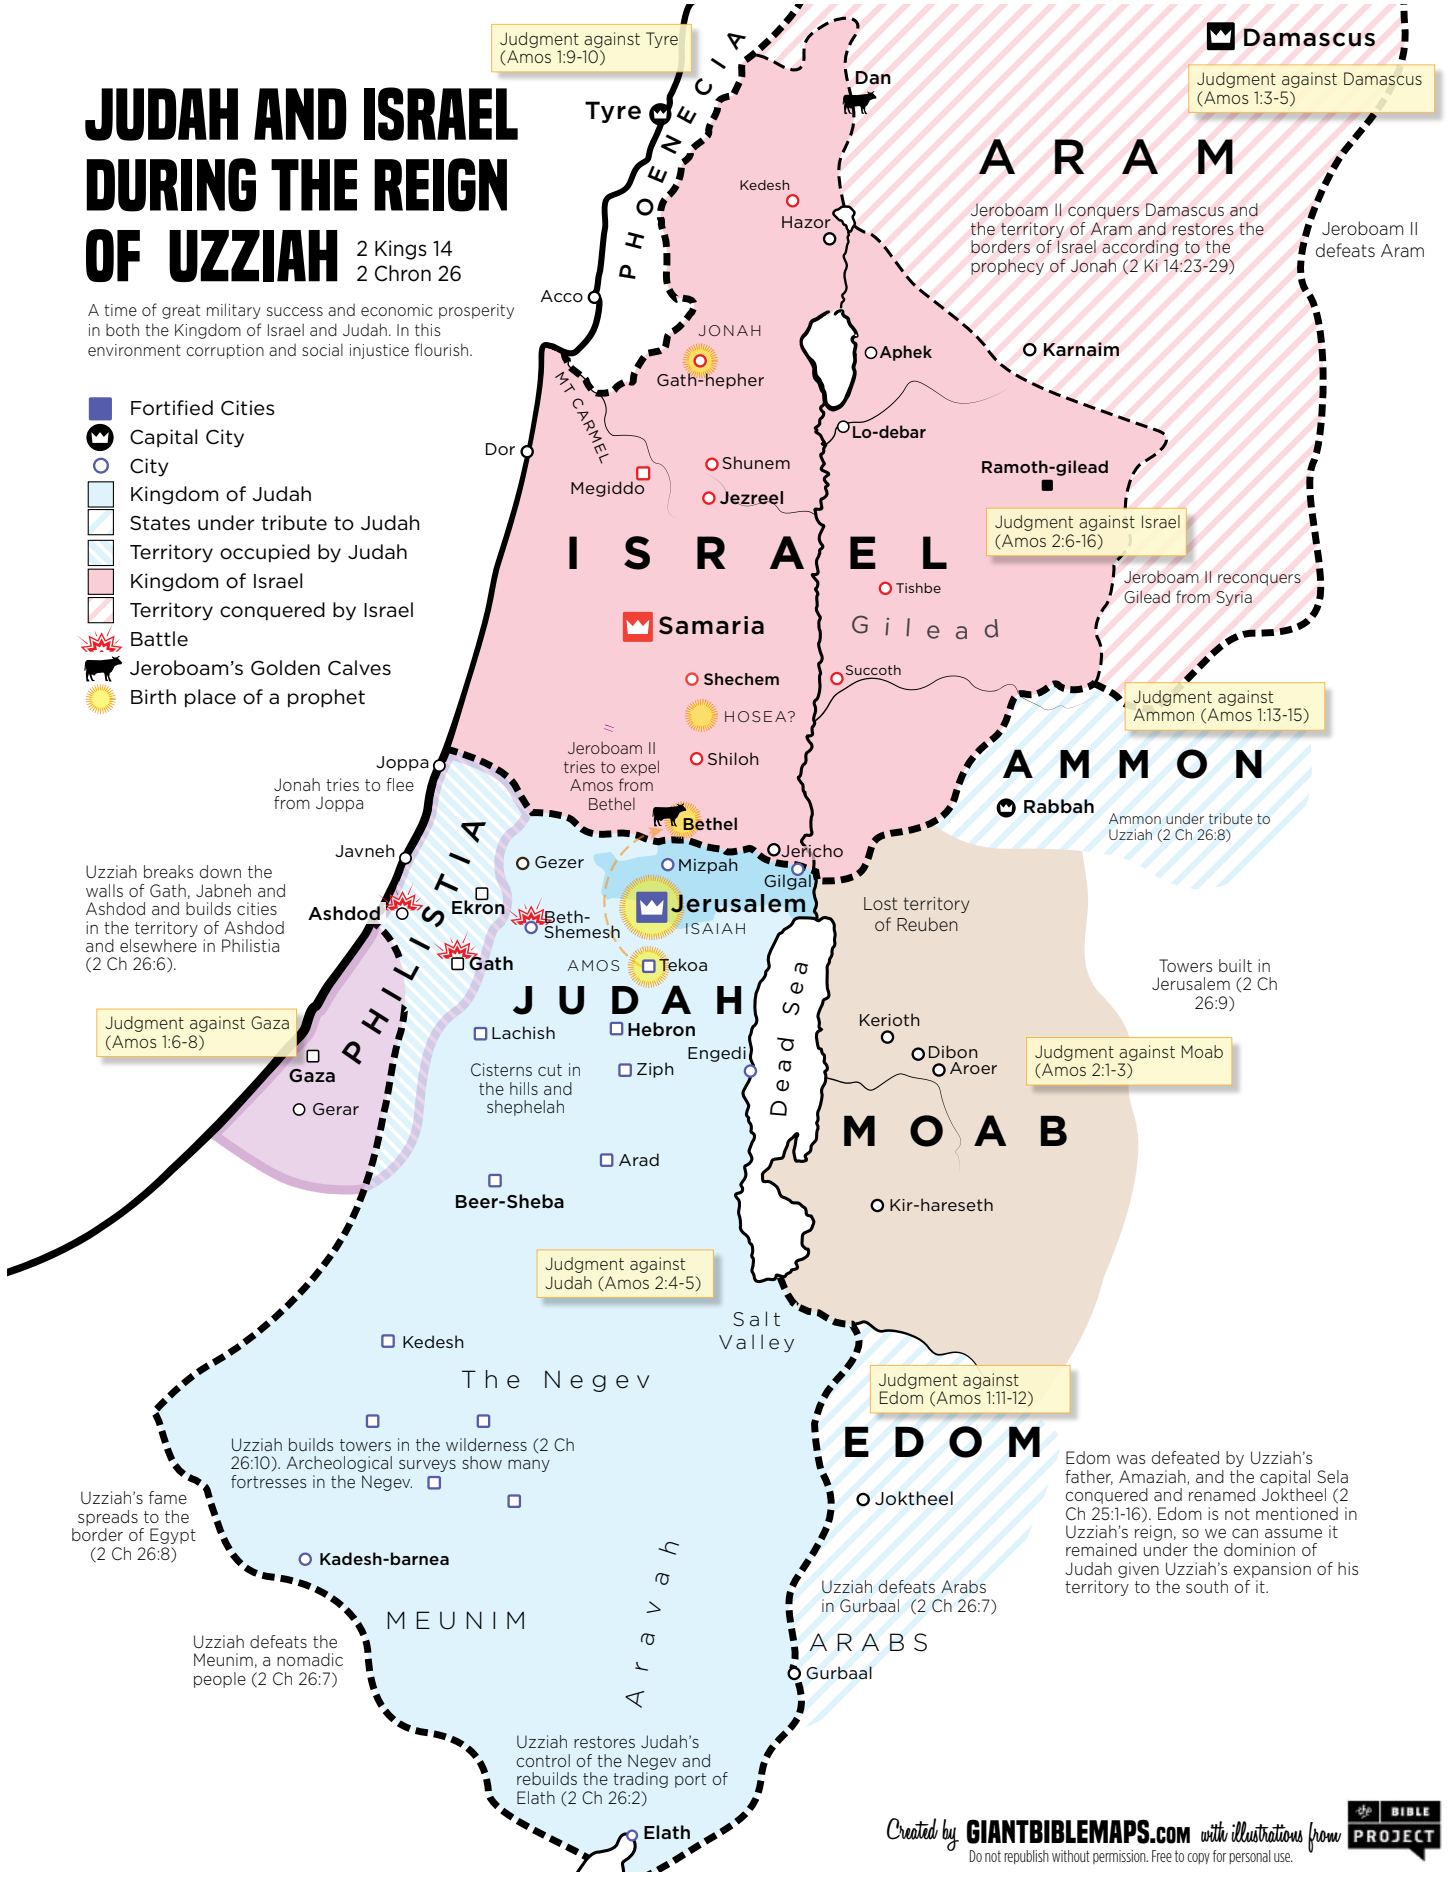 JUDAH AND ISRAEL
DURING THE REIGN
OF UZZIAH
2 Kings 14
2 Chron 26
A time of great military success and economic prosperity
in both the Kingdom of Israel and Judah. In this
environment corruption and social injustice flourish.
Fortified Cities
Capital City
City
Kingdom of Judah
States under tribute to Judah
Territory occupied by Judah
Kingdom of Israel
Territory conquered by Israel
Battle
Jeroboam's Golden Calves
Birth place of a prophet
Judgment against Tyre
(Amos 1:9-10)
Tyre
PHOENECIA
Dan
Damascus
Judgment against Damascus
(Amos 1:3-5)
ARAM
Jeroboam II conquers Damascus and
the territory of Aram and restores the
borders of Israel according to the
prophecy of Jonah (2 Ki 14:23-29)
Jeroboam II
defeats Aram
Kedesh
Hazor
Acco
JONAH
Gath-hepher
Aphek
Karnaim
MT CARMEL
Dor
Lo-debar
Shunem
Megiddo
Jezreel
Ramoth-gilead
Judgment against Israel
(Amos 2:6-16)
ISRAEL
Jeroboam II reconquers
Gilead from Syria
Tishbe
Samaria
Gilead
Shechem
Succoth
HOSEA?
Judgment against
Ammon (Amos 1:13-15)
Jeroboam II
tries to expel
Amos from
Bethel
Shiloh
Joppa
Jonah tries to flee
from Joppa
AMMON
Rabbah
Ammon under tribute to
Uzziah (2 Ch 26:8)
Bethel
Javneh
Gezer
Mizpah
Jericho
Gilgal
Uzziah breaks down the
walls of Gath, Jabneh and
Ashdod and builds cities
in the territory of Ashdod
and elsewhere in Philistia
(2 Ch 26:6).
Ashdod
Ekron
PHILISTIA
Beth-
Shemesh
Jerusalem
ISAIAH
Lost territory
of Reuben
Gath
AMOS
Tekoa
JUDAH
Dead Sea
Towers built in
Jerusalem (2 Ch
26:9)
Judgment against Gaza
(Amos 1:6-8)
Gaza
Gerar
Lachish
Hebron
Cisterns cut in
the hills and
shephelah
Ziph
Engedi
Kerioth
Dibon
Aroer
Judgment against Moab
(Amos 2:1-3)
MOAB
Arad
Beer-Sheba
Kir-hareseth
Judgment against
Judah (Amos 2:4-5)
Salt
Valley
Kedesh
The Negev
Judgment against
Edom (Amos 1:11-12)
EDOM
Uzziah builds towers in the wilderness (2 Ch
26:10). Archeological surveys show many
fortresses in the Negev.
Edom was defeated by Uzziah's
father, Amaziah, and the capital Sela
conquered and renamed Joktheel (2
Ch 25:1-16). Edom is not mentioned in
Uzziah's reign, so we can assume it
remained under the dominion of
Judah given Uzziah's expansion of his
territory to the south of it.
Joktheel
Uzziah's fame
spreads to the
border of Egypt
(2 Ch 26:8)
Kadesh-barnea
Aravah
MEUNIM
Uzziah defeats Arabs
in Gurbaal (2 Ch 26:7)
ARABS
Gurbaal
Uzziah defeats the
Meunim, a nomadic
people (2 Ch 26:7)
Uzziah restores Judah's
control of the Negev and
rebuilds the trading port of
Elath (2 Ch 26:2)
Elath
Created by GIANTBIBLEMAPS.COM with illustrations from
the BIBLE
PROJECT
Do not republish without permission. Free to copy for personal use.